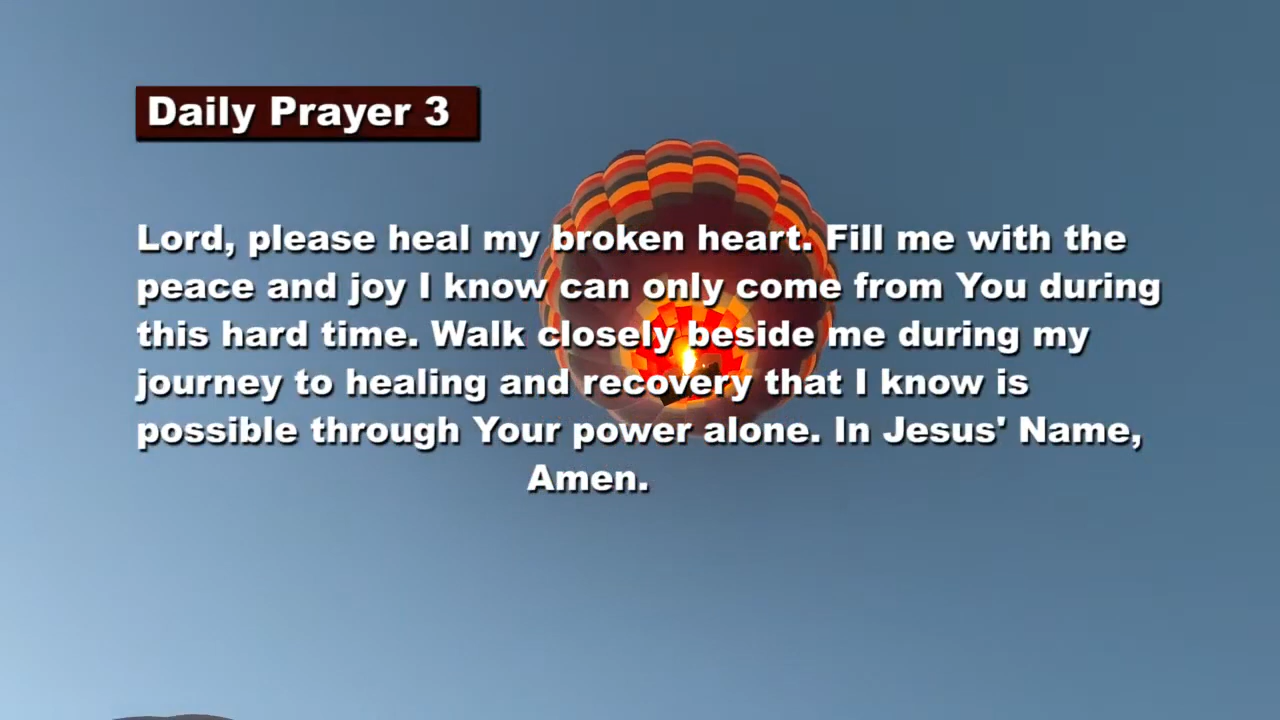 Daily Prayer 3
Lord, please heal my broken heart. Fill me with the
peace and joy I know can only come from You during
this hard time. Walk closely beside me during my
journey to healing and recovery that I know is
possible through Your power alone. In Jesus' Name,
Amen.